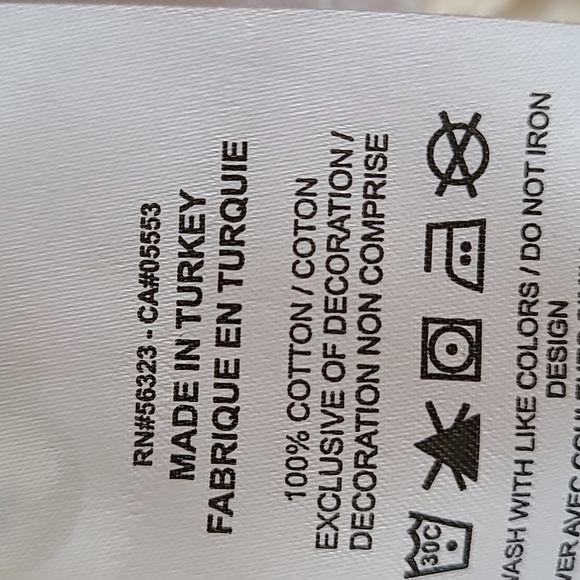 RN#56323 - CA#05553
MADE IN TURKEY
FABRIQUE EN TURQUIE
100% COTTON / COTON
EXCLUSIVE OF DECORATION /
DECORATION NON COMPRISE
30C
WITH LIKE COLORS / DO NOT IRON
DESIGN
AVEC